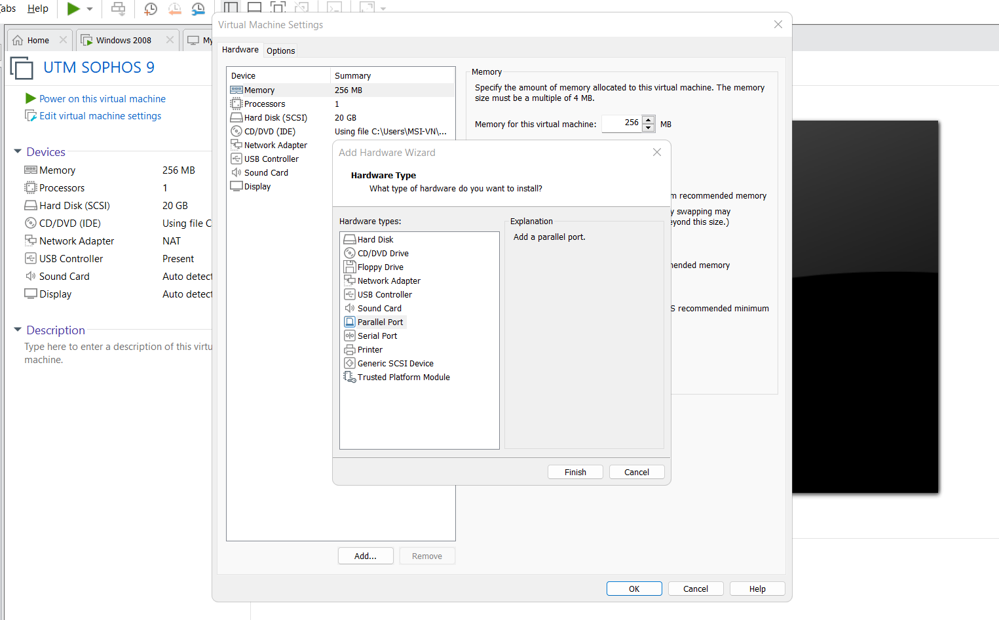 Help
Home
Windows 2008
My
UTM SOPHOS 9
Power on this virtual machine
Edit virtual machine settings
Devices
Memory 256 MB
Processors 1
Hard Disk (SCSI) 20 GB
CD/DVD (IDE) Using file C
Network Adapter NAT
USB Controller Present
Sound Card Auto detect
Display Auto detect
Description
Type here to enter a description of this virtu
machine.
Virtual Machine Settings
Hardware Options
Device Summary
Memory 256 MB
Processors 1
Hard Disk (SCSI) 20 GB
CD/DVD (IDE) Using file C:\Users\MSI-VN\...
Network Adapter
USB Controller
Sound Card
Display
Memory
Specify the amount of memory allocated to this virtual machine. The memory
size must be a multiple of 4 MB.
Memory for this virtual machine: 256 MB
m recommended memory
y swapping may
eyond this size.)
nended memory
S recommended minimum
Add Hardware Wizard
Hardware Type
What type of hardware do you want to install?
Hardware types:
Hard Disk
CD/DVD Drive
Floppy Drive
Network Adapter
USB Controller
Sound Card
Parallel Port
Serial Port
Printer
Generic SCSI Device
Trusted Platform Module
Explanation
Add a parallel port.
Finish
Cancel
Add...
Remove
OK
Cancel
Help